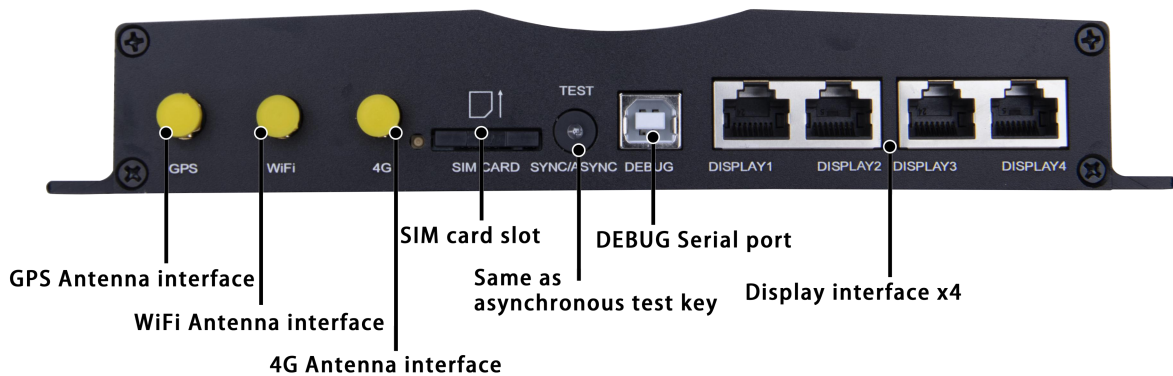 TEST
GPS
WiFi
4G
SIM CARD
SYNC/ASYNC
DEBUG
DISPLAY1
DISPLAY2
DISPLAY3
DISPLAY4
SIM card slot
DEBUG Serial port
GPS Antenna interface
Same as
asynchronous test key
Display interface x4
WiFi Antenna interface
4G Antenna interface